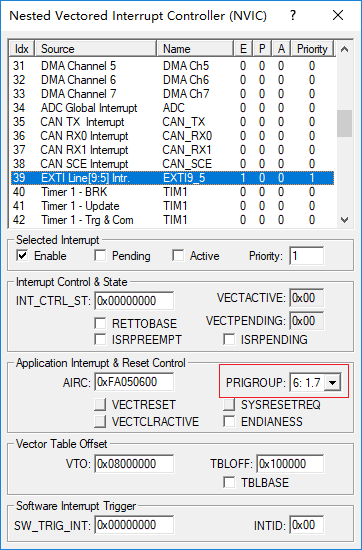 Nested Vectored Interrupt Controller (NVIC)
Idx Source Name E P A Priority
31 DMA Channel 5 DMA Ch5 0 0 0 0
32 DMA Channel 6 DMA Ch6 0 0 0 0
33 DMA Channel 7 DMA Ch7 0 0 0 0
34 ADC Global Interrupt ADC 0 0 0 0
35 CAN TX Interrupt CAN_TX 0 0 0 0
36 CAN RX0 Interrupt CAN_RX0 0 0 0 0
37 CAN RX1 Interrupt CAN_RX1 0 0 0 0
38 CAN SCE Interrupt CAN_SCE 0 0 0 0
39 EXTI Line[9:5] Intr. EXTI9_5 1 0 0 1
40 Timer 1 - BRK TIM1 0 0 0 0
41 Timer 1 - Update TIM1 0 0 0 0
42 Timer 1 - Trg & Com TIM1 0 0 0 0
Selected Interrupt
Enable Pending Active Priority: 1
Interrupt Control & State
INT_CTRL_ST: 0x00000000 VECTACTIVE: 0x00
RETTOBASE VECTPENDING: 0x00
ISRPREEMPT ISRPENDING
Application Interrupt & Reset Control
AIRC: 0xFA050600 PRIGROUP: 6: 1.7
VECTRESET SYSRESETREQ
VECTCLRACTIVE ENDIANESS
Vector Table Offset
VTO: 0x08000000 TBLOFF: 0x100000
TBLBASE
Software Interrupt Trigger
SW_TRIG_INT: 0x00000000 INTID: 0x00